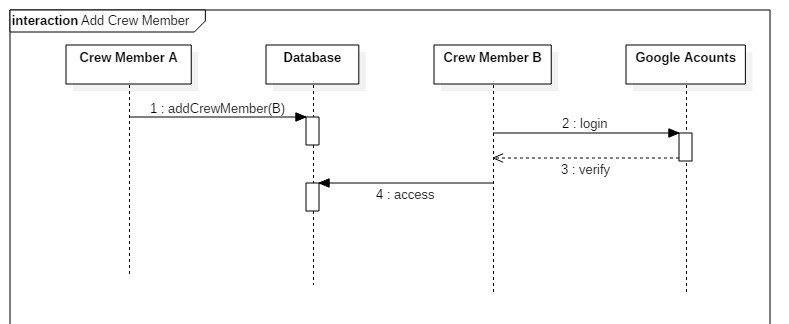 interaction Add Crew Member
Crew Member A
Database
Crew Member B
Google Acounts
1 : addCrewMember(B)
2 : login
3 : verify
4 : access